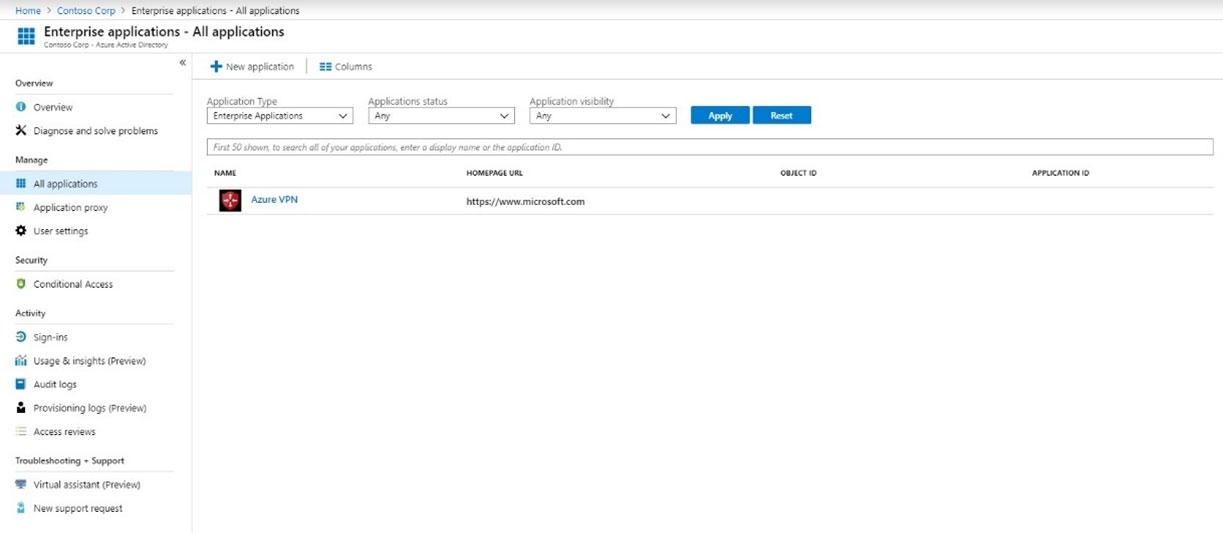 Home > Contoso Corp > Enterprise applications - All applications
Enterprise applications - All applications
Contoso Corp - Azure Active Directory
«
Overview
Overview
Diagnose and solve problems
Manage
All applications
Application proxy
User settings
Security
Conditional Access
Activity
Sign-ins
Usage & insights (Preview)
Audit logs
Provisioning logs (Preview)
Access reviews
Troubleshooting + Support
Virtual assistant (Preview)
New support request
New application Columns
Application Type Applications status Application visibility
Enterprise Applications Any Any Apply Reset
First 50 shown, to search all of your applications, enter a display name or the application ID.
NAME HOMEPAGE URL OBJECT ID APPLICATION ID
Azure VPN https://www.microsoft.com